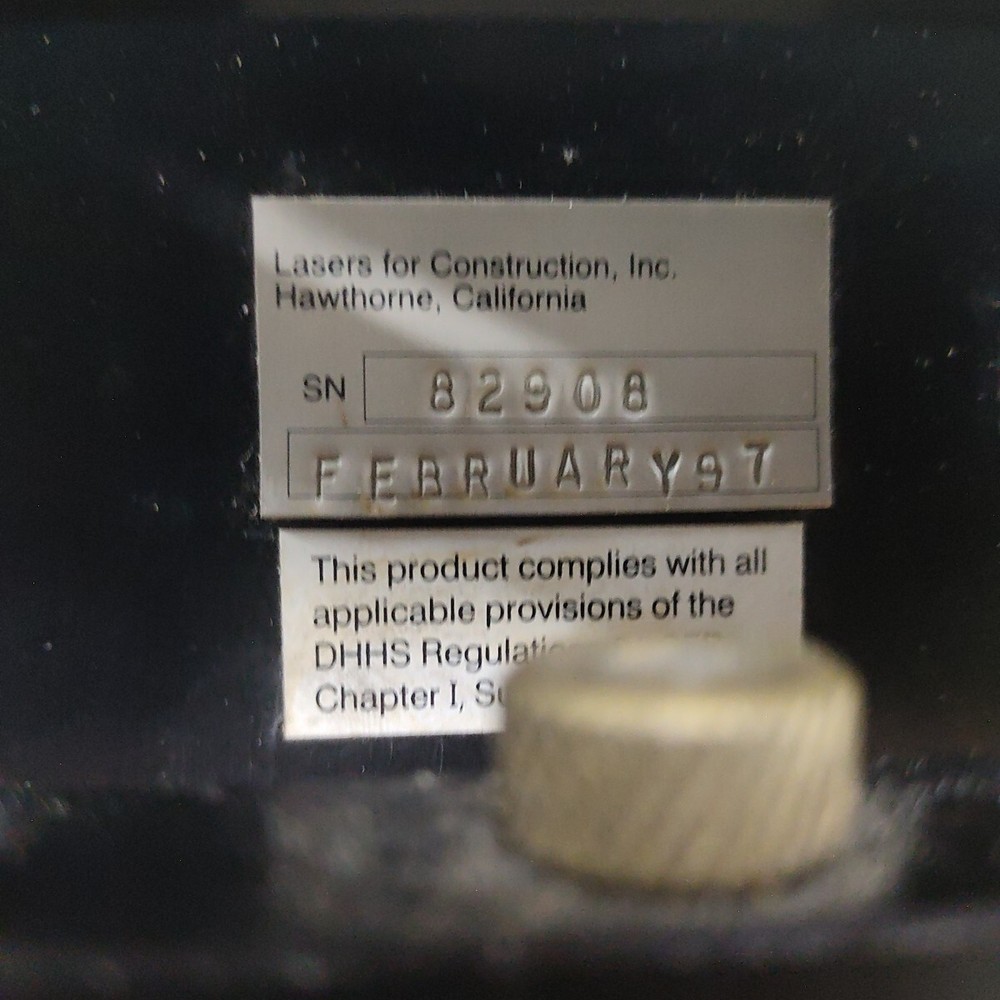 Lasers for Construction, Inc.
Hawthorne, California
SN 82908
FEBRUARY97
This product complies with all
applicable provisions of the
DHHS Regulatio
Chapter I,